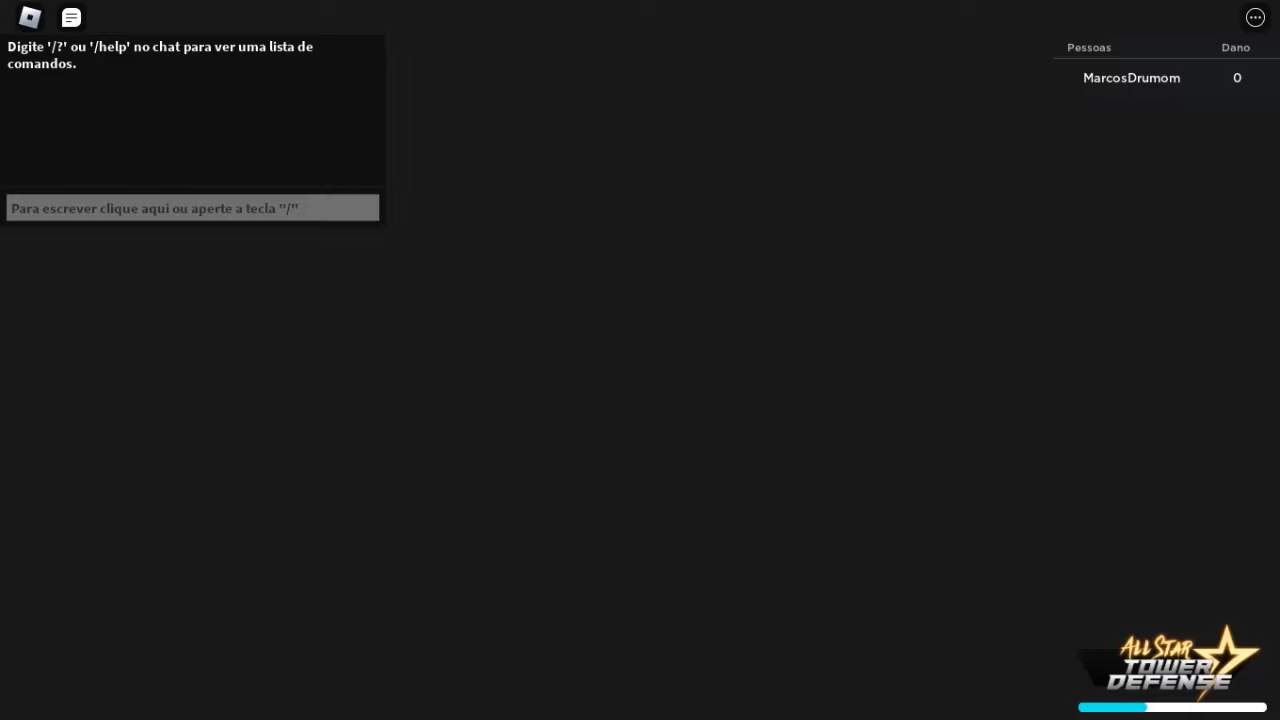 Digite '/?' ou '/help' no chat para ver uma lista de
comandos.
Para escrever clique aqui ou aperte a tecla "/"
Pessoas Dano
MarcosDrumom 0
ALL STAR
TOWER
DEFENSE